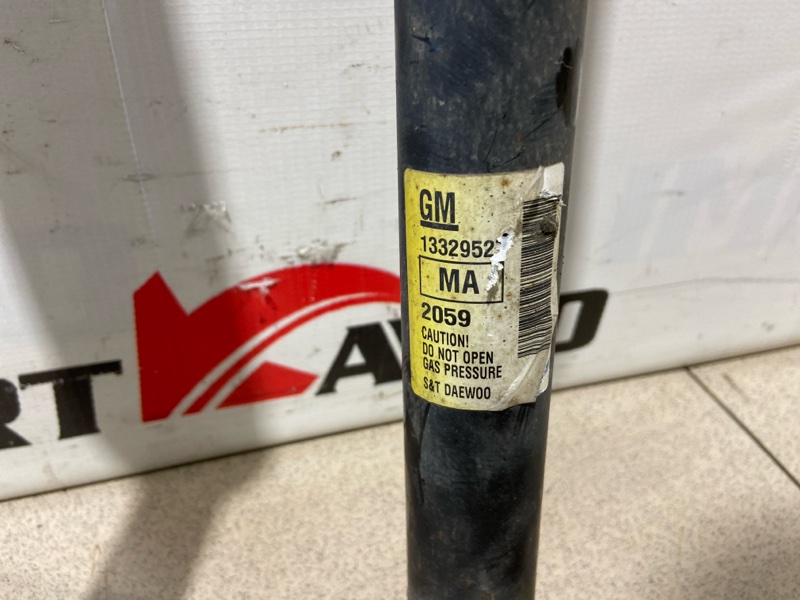 GM
1332952
MA
2059
CAUTION!
DO NOT OPEN
GAS PRESSURE
S&T DAEWOO